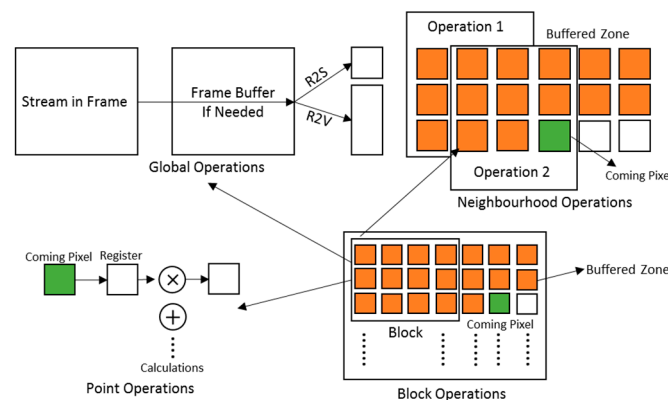 Operation 1
Buffered Zone
Stream in Frame
Frame Buffer
If Needed
R2S
R2V
Global Operations
Operation 2
Coming Pixel
Neighbourhood Operations
Coming Pixel
Register
×
+
Calculations
Point Operations
Buffered Zone
Block
Coming Pixel
Block Operations